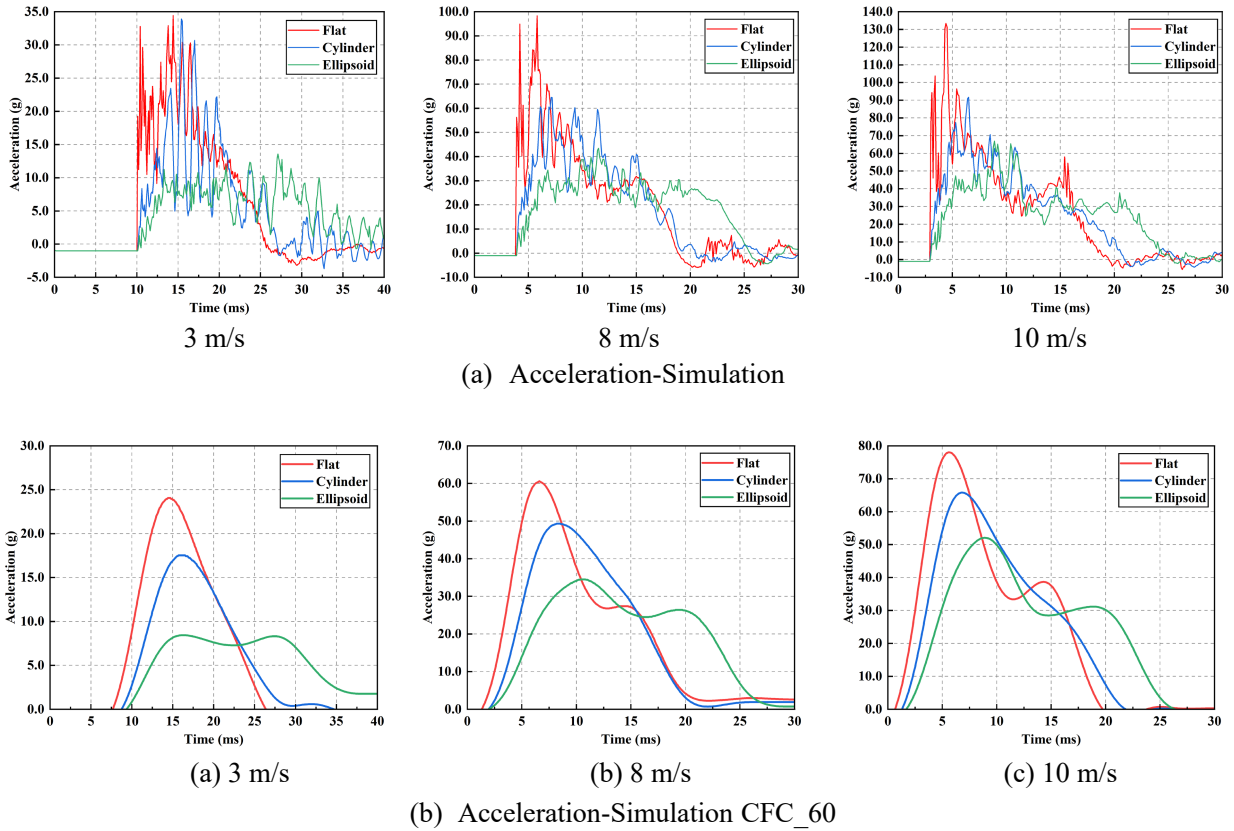 35.0
30.0
25.0
20.0
15.0
10.0
5.0
0.0
-5.0
Acceleration (g)
0 5 10 15 20 25 30 35 40
Time (ms)
Flat
Cylinder
Ellipsoid
3 m/s
100.0
90.0
80.0
70.0
60.0
50.0
40.0
30.0
20.0
10.0
0.0
-10.0
Acceleration (g)
0 5 10 15 20 25 30
Time (ms)
Flat
Cylinder
Ellipsoid
8 m/s
140.0
130.0
120.0
110.0
100.0
90.0
80.0
70.0
60.0
50.0
40.0
30.0
20.0
10.0
0.0
-10.0
Acceleration (g)
0 5 10 15 20 25 30
Time (ms)
Flat
Cylinder
Ellipsoid
10 m/s
(a) Acceleration-Simulation
30.0
25.0
20.0
15.0
10.0
5.0
0.0
Acceleration (g)
0 5 10 15 20 25 30 35 40
Time (ms)
Flat
Cylinder
Ellipsoid
(a) 3 m/s
70.0
60.0
50.0
40.0
30.0
20.0
10.0
0.0
Acceleration (g)
0 5 10 15 20 25 30
Time (ms)
Flat
Cylinder
Ellipsoid
(b) 8 m/s
80.0
70.0
60.0
50.0
40.0
30.0
20.0
10.0
0.0
Acceleration (g)
0 5 10 15 20 25 30
Time (ms)
Flat
Cylinder
Ellipsoid
(c) 10 m/s
(b) Acceleration-Simulation CFC_60